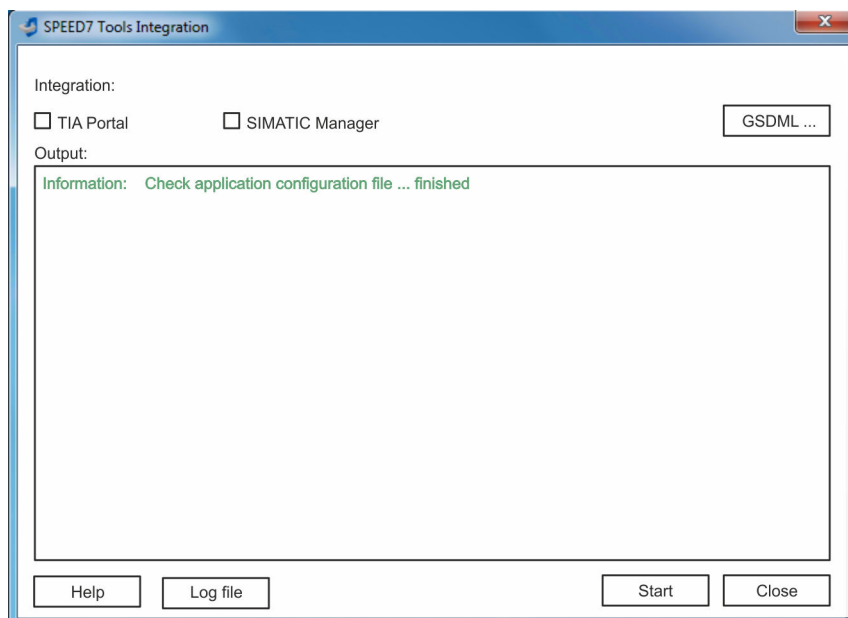 SPEED7 Tools Integration
Integration:
TIA Portal SIMATIC Manager GSDML ...
Output:
Information: Check application configuration file ... finished
Help Log file Start Close